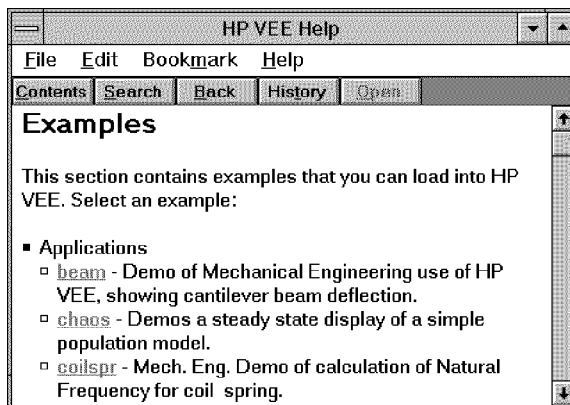 HP VEE Help
File Edit Bookmark Help
Contents Search Back History Open
Examples
This section contains examples that you can load into HP
VEE. Select an example:
▪ Applications
▫ beam - Demo of Mechanical Engineering use of HP
VEE, showing cantilever beam deflection.
▫ chaos - Demos a steady state display of a simple
population model.
▫ coilspr - Mech. Eng. Demo of calculation of Natural
Frequency for coil spring.